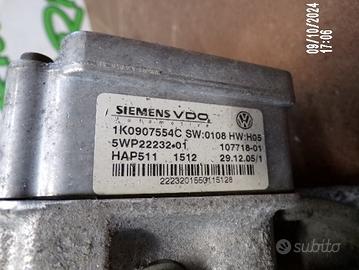 09/10/2024
17:06
SIEMENS VDO
Automotive
1K0907554C SW:0108 HW:H05
5WP22232-01 107718-01
HAP511 1512 29.12.05/1
2223201550115128
subito